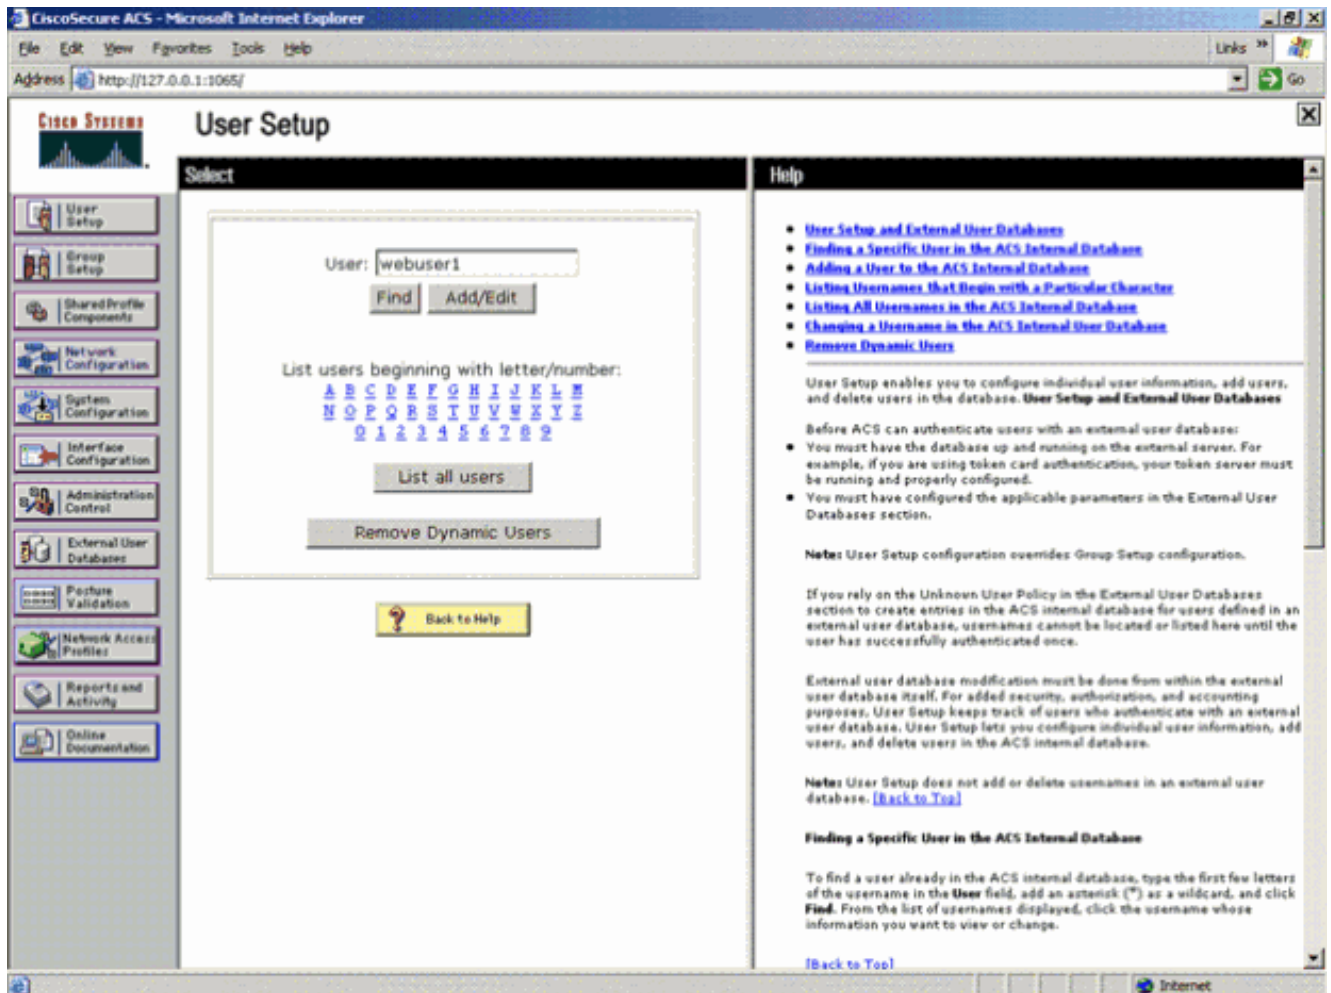 CiscoSecure ACS - Microsoft Internet Explorer
File Edit View Favorites Tools Help
Links »
Address http://127.0.0.1:1065/
Go
CISCO SYSTEMS
User Setup
Select
Help
User Setup
Group Setup
Shared Profile Components
Network Configuration
System Configuration
Interface Configuration
Administration Control
External User Databases
Posture Validation
Network Access Profiles
Reports and Activity
Online Documentation
User: webuser1
Find Add/Edit
List users beginning with letter/number:
A B C D E F G H I J K L M
N O P Q R S T U V W X Y Z
0 1 2 3 4 5 6 7 8 9
List all users
Remove Dynamic Users
? Back to Help
User Setup and External User Databases
Finding a Specific User in the ACS Internal Database
Adding a User to the ACS Internal Database
Listing Usernames that Begin with a Particular Character
Listing All Usernames in the ACS Internal Database
Changing a Username in the ACS Internal User Database
Remove Dynamic Users
User Setup enables you to configure individual user information, add users,
and delete users in the database. User Setup and External User Databases
Before ACS can authenticate users with an external user database:
You must have the database up and running on the external server. For
example, if you are using token card authentication, your token server must
be running and properly configured.
You must have configured the applicable parameters in the External User
Databases section.
Note: User Setup configuration overrides Group Setup configuration.
If you rely on the Unknown User Policy in the External User Databases
section to create entries in the ACS internal database for users defined in an
external user database, usernames cannot be located or listed here until the
user has successfully authenticated once.
External user database modification must be done from within the external
user database itself. For added security, authorization, and accounting
purposes, User Setup keeps track of users who authenticate with an external
user database. User Setup lets you configure individual user information, add
users, and delete users in the ACS internal database.
Note: User Setup does not add or delete usernames in an external user
database. [Back to Top]
Finding a Specific User in the ACS Internal Database
To find a user already in the ACS internal database, type the first few letters
of the username in the User field, add an asterisk (*) as a wildcard, and click
Find. From the list of usernames displayed, click the username whose
information you want to view or change.
[Back to Top]
Internet